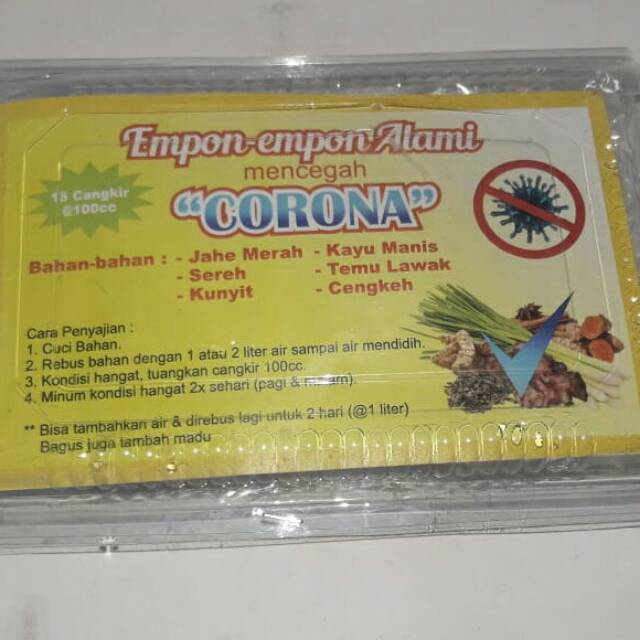 Empon-empon Alami
mencegah
15 Cangkir
@100cc
"CORONA"
Bahan-bahan : - Jahe Merah - Kayu Manis
- Sereh - Temu Lawak
- Kunyit - Cengkeh
Cara Penyajian :
1. Cuci Bahan.
2. Rebus bahan dengan 1 atau 2 liter air sampai air mendidih.
3. Kondisi hangat, tuangkan cangkir 100cc.
4. Minum kondisi hangat 2x sehari (pagi & malam).
** Bisa tambahkan air & direbus lagi untuk 2 hari (@1 liter)
Bagus juga tambah madu